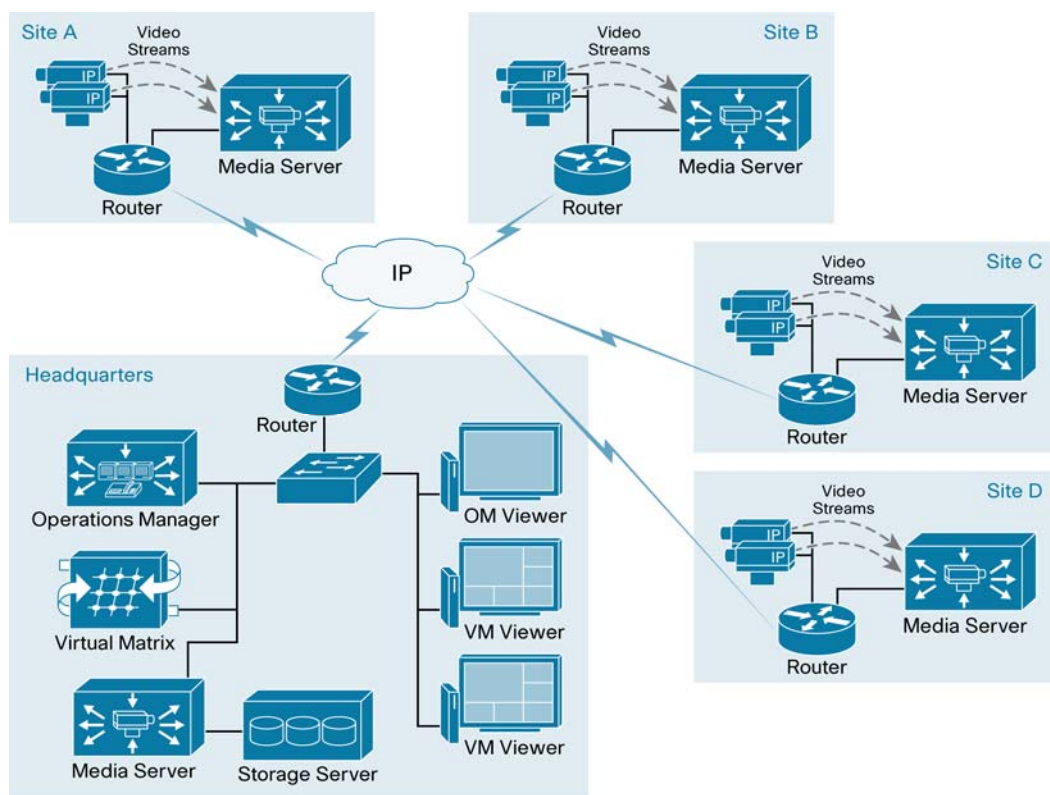 Site A
Video
Streams
IP
IP
Media Server
Router
Site B
Video
Streams
IP
IP
Media Server
Router
IP
Site C
Video
Streams
IP
IP
Media Server
Router
Headquarters
Router
Operations Manager
OM Viewer
Virtual Matrix
VM Viewer
Media Server
Storage Server
VM Viewer
Site D
Video
Streams
IP
IP
Media Server
Router